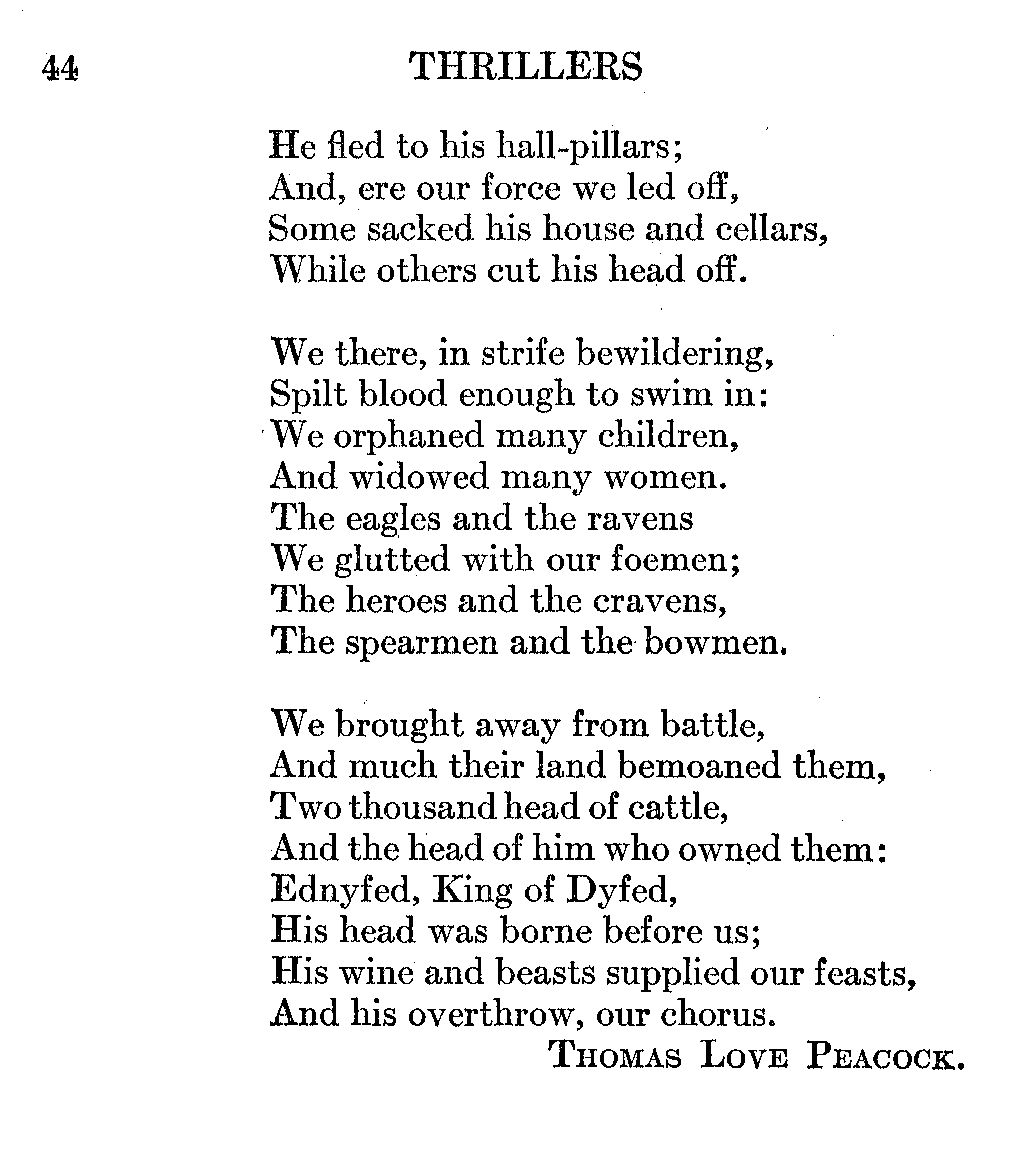 44 THRILLERS
He fled to his hall-pillars;
And, ere our force we led off,
Some sacked his house and cellars,
While others cut his head off.
We there, in strife bewildering,
Spilt blood enough to swim in:
We orphaned many children,
And widowed many women.
The eagles and the ravens
We glutted with our foemen;
The heroes and the cravens,
The spearmen and the bowmen.
We brought away from battle,
And much their land bemoaned them,
Two thousand head of cattle,
And the head of him who owned them:
Ednyfed, King of Dyfed,
His head was borne before us;
His wine and beasts supplied our feasts,
And his overthrow, our chorus.
THOMAS LOVE PEACOCK.